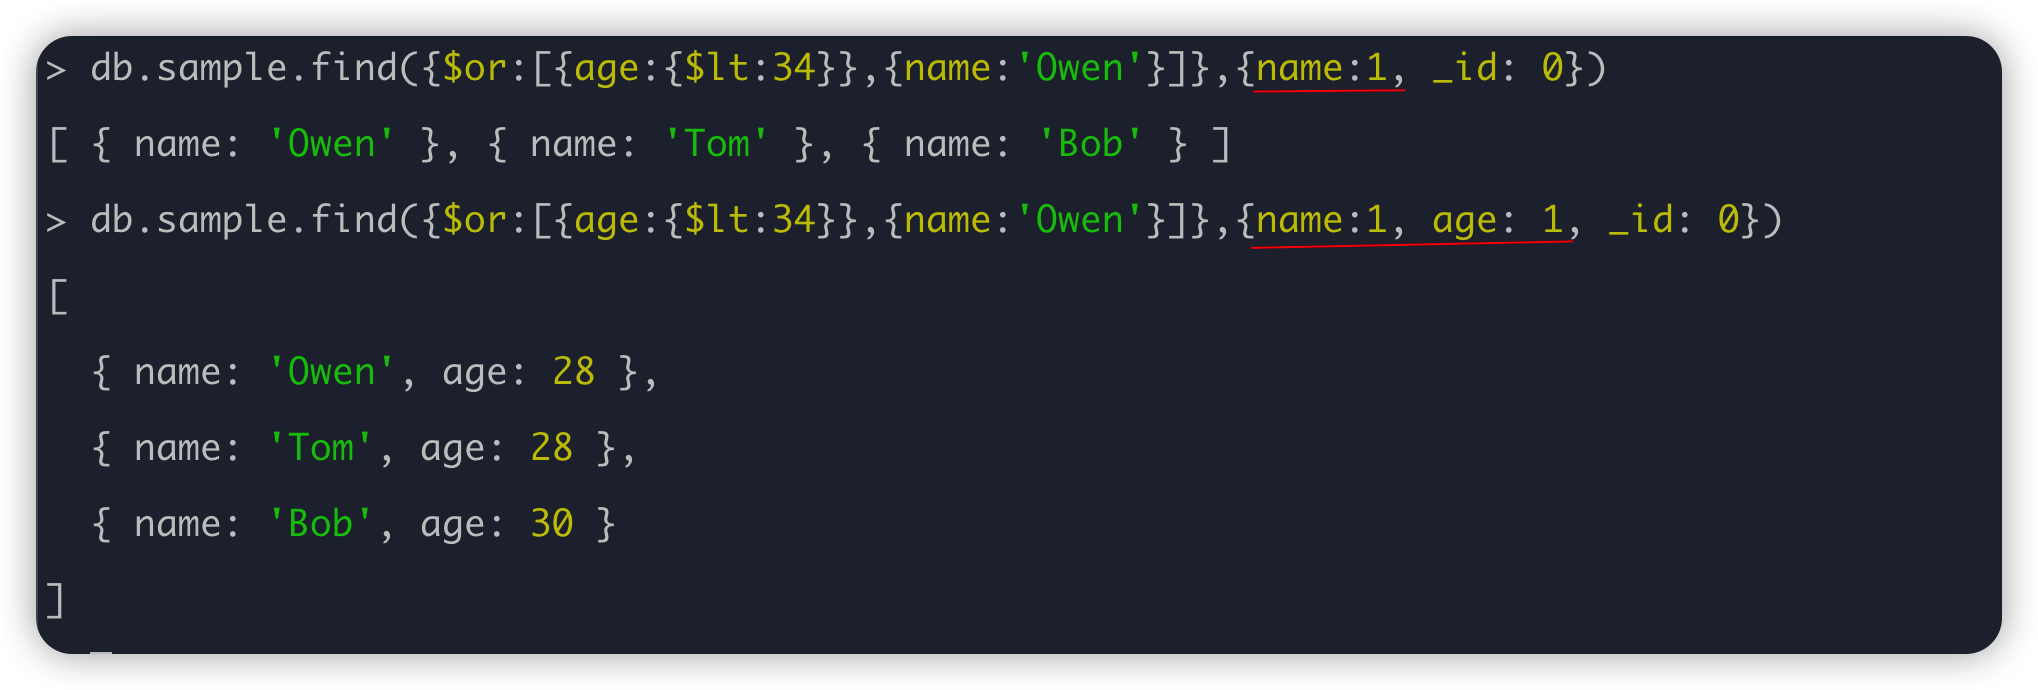 > db.sample.find({$or:[{age:{$lt:34}},{name:'Owen'}]},{name:1, _id: 0})
[ { name: 'Owen' }, { name: 'Tom' }, { name: 'Bob' } ]
> db.sample.find({$or:[{age:{$lt:34}},{name:'Owen'}]},{name:1, age: 1, _id: 0})
[
  { name: 'Owen', age: 28 },
  { name: 'Tom', age: 28 },
  { name: 'Bob', age: 30 }
]